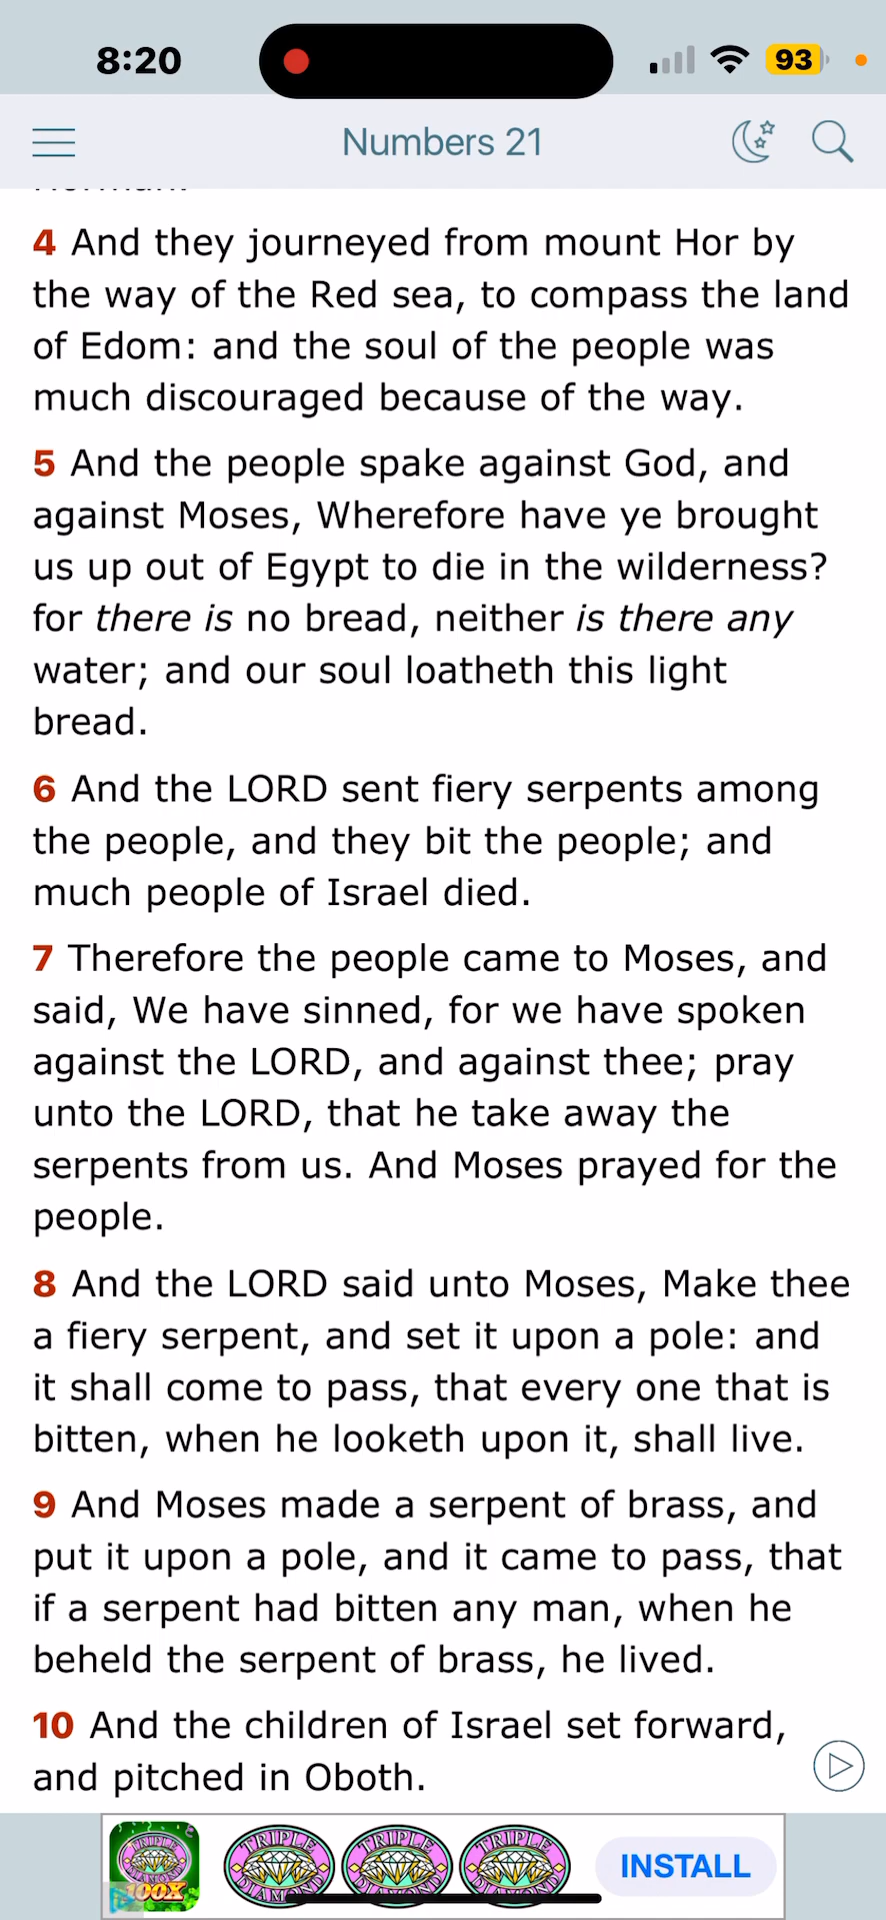 8:20
93
Numbers 21
4 And they journeyed from mount Hor by
the way of the Red sea, to compass the land
of Edom: and the soul of the people was
much discouraged because of the way.
5 And the people spake against God, and
against Moses, Wherefore have ye brought
us up out of Egypt to die in the wilderness?
for there is no bread, neither is there any
water; and our soul loatheth this light
bread.
6 And the LORD sent fiery serpents among
the people, and they bit the people; and
much people of Israel died.
7 Therefore the people came to Moses, and
said, We have sinned, for we have spoken
against the LORD, and against thee; pray
unto the LORD, that he take away the
serpents from us. And Moses prayed for the
people.
8 And the LORD said unto Moses, Make thee
a fiery serpent, and set it upon a pole: and
it shall come to pass, that every one that is
bitten, when he looketh upon it, shall live.
9 And Moses made a serpent of brass, and
put it upon a pole, and it came to pass, that
if a serpent had bitten any man, when he
beheld the serpent of brass, he lived.
10 And the children of Israel set forward,
and pitched in Oboth.
TRIPLE
100X
TRIPLE TRIPLE TRIPLE
INSTALL